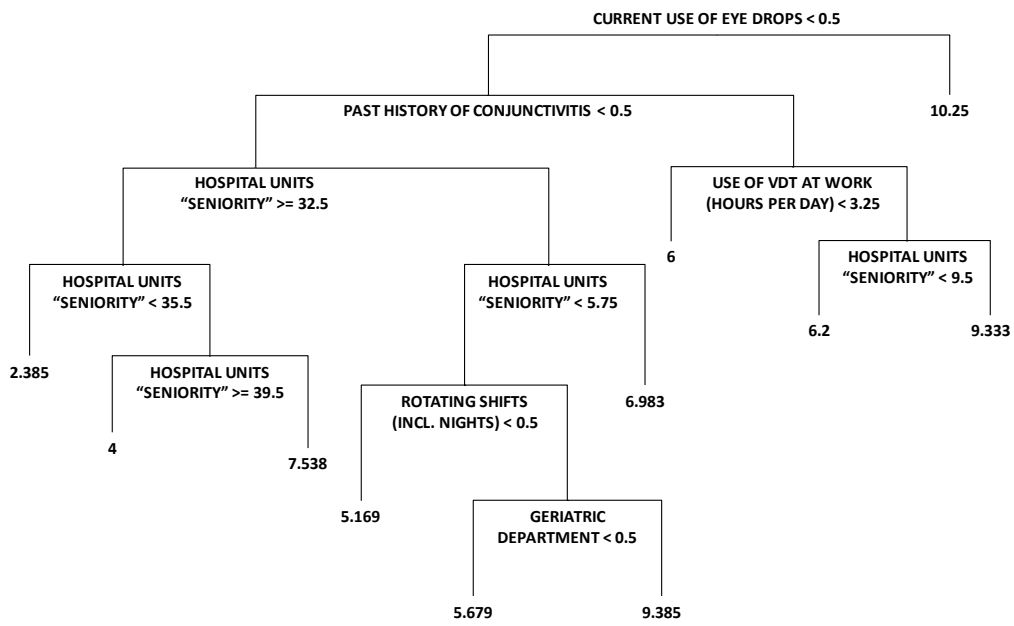 CURRENT USE OF EYE DROPS < 0.5
PAST HISTORY OF CONJUNCTIVITIS < 0.5
10.25
HOSPITAL UNITS
“SENIORITY” >= 32.5
USE OF VDT AT WORK
(HOURS PER DAY) < 3.25
HOSPITAL UNITS
“SENIORITY” < 35.5
HOSPITAL UNITS
“SENIORITY” < 5.75
6
HOSPITAL UNITS
“SENIORITY” < 9.5
6.2
9.333
2.385
HOSPITAL UNITS
“SENIORITY” >= 39.5
ROTATING SHIFTS
(INCL. NIGHTS) < 0.5
6.983
4
7.538
5.169
GERIATRIC
DEPARTMENT < 0.5
5.679
9.385